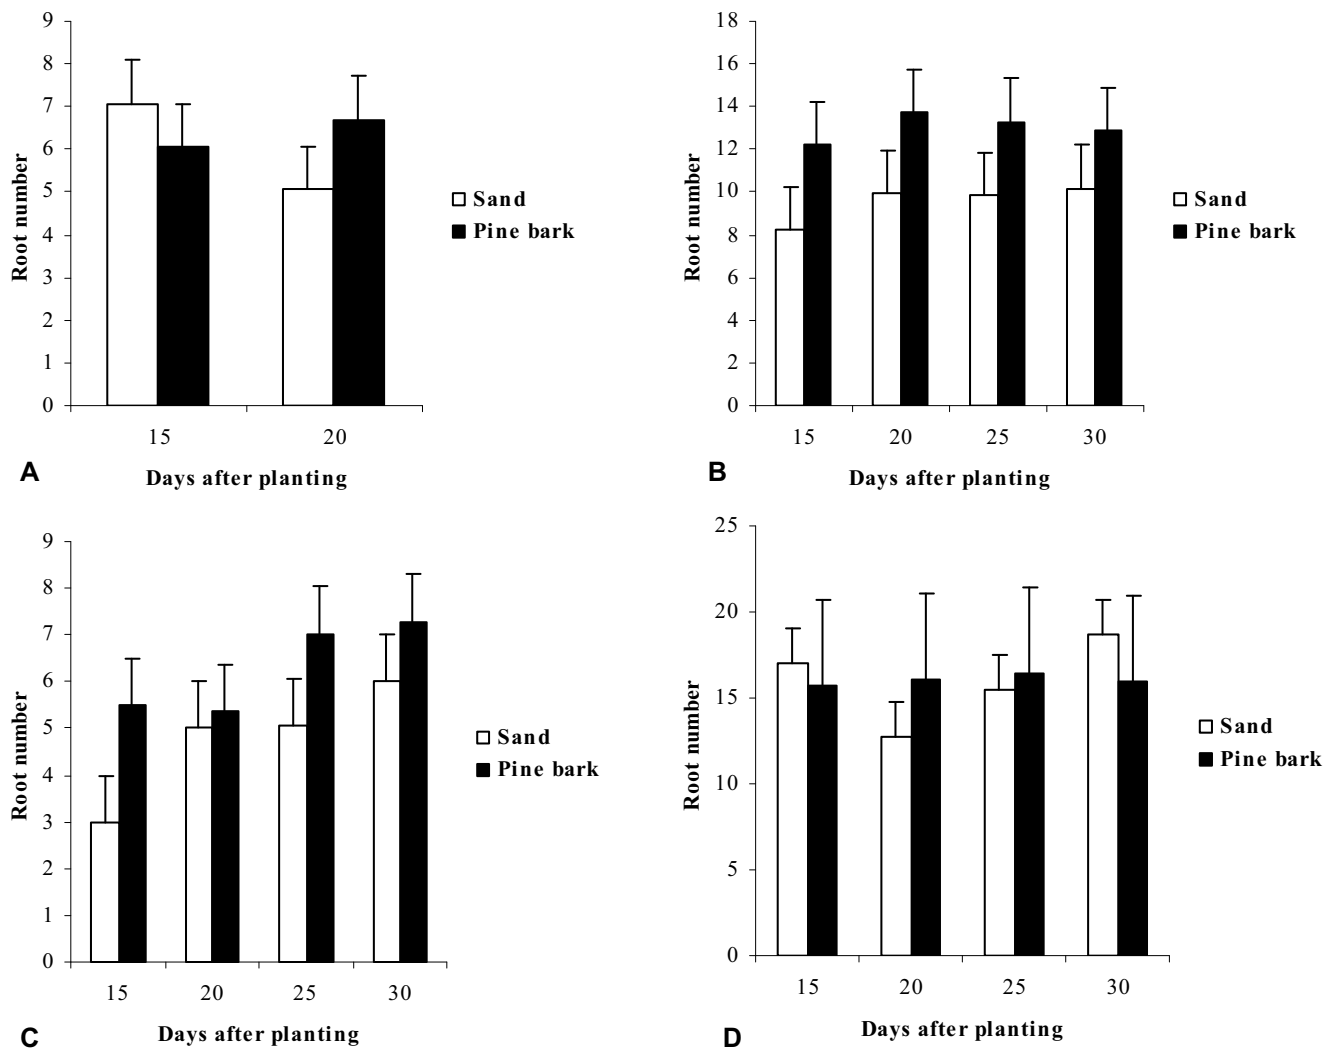 9
8
7
6
5
4
3
2
1
0
Root number
15 20
Days after planting
Sand
Pine bark
A
18
16
14
12
10
8
6
4
2
0
Root number
15 20 25 30
Days after planting
Sand
Pine bark
B
9
8
7
6
5
4
3
2
1
0
Root number
15 20 25 30
Days after planting
Sand
Pine bark
C
25
20
15
10
5
0
Root number
15 20 25 30
Days after planting
Sand
Pine bark
D